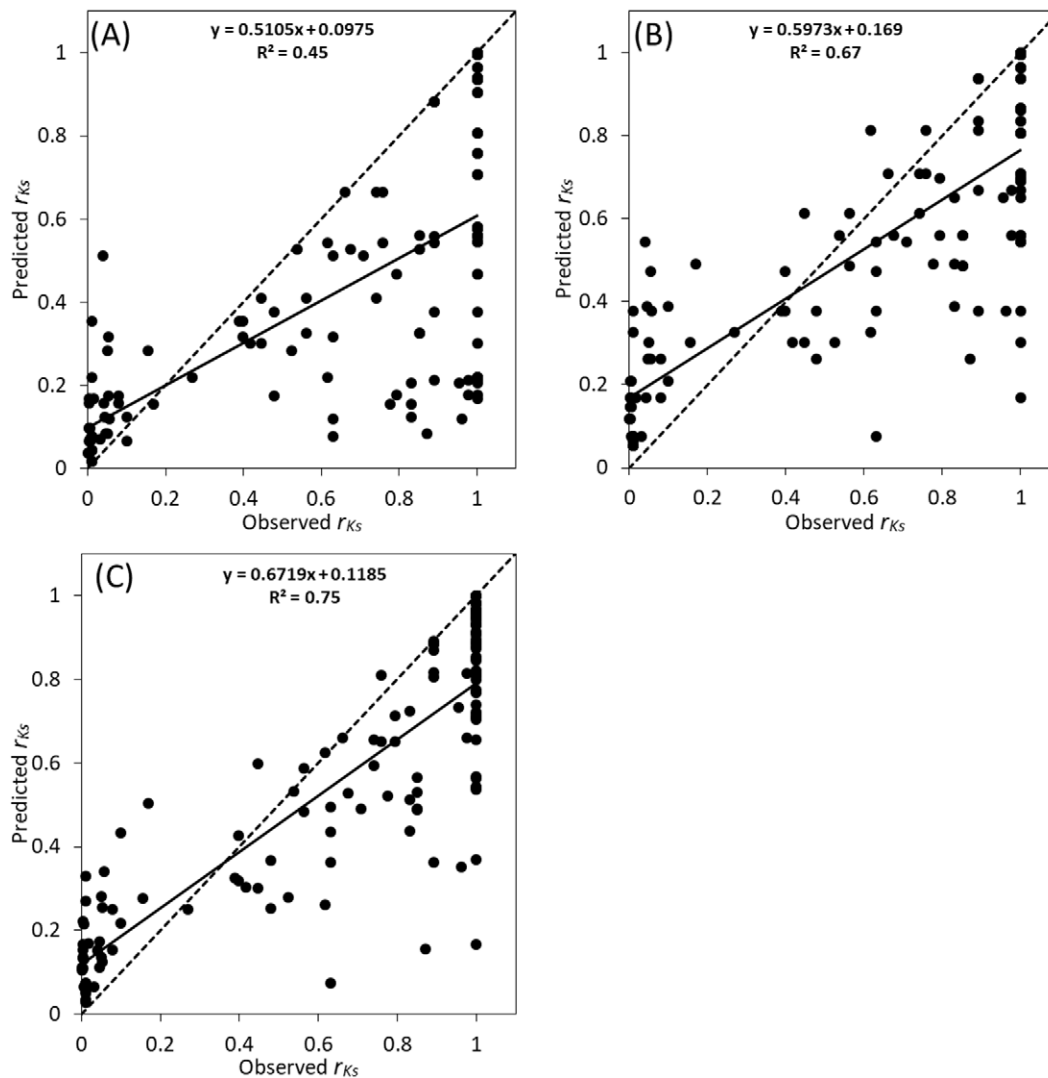 (A)
y = 0.5105x + 0.0975
R² = 0.45
Predicted rKs
1
0.8
0.6
0.4
0.2
0
0 0.2 0.4 0.6 0.8 1
Observed rKs
(B)
y = 0.5973x + 0.169
R² = 0.67
Predicted rKs
1
0.8
0.6
0.4
0.2
0
0 0.2 0.4 0.6 0.8 1
Observed rKs
(C)
y = 0.6719x + 0.1185
R² = 0.75
Predicted rKs
1
0.8
0.6
0.4
0.2
0
0 0.2 0.4 0.6 0.8 1
Observed rKs